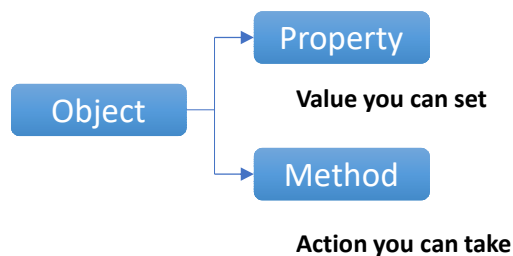 Property
Value you can set
Object
Method
Action you can take